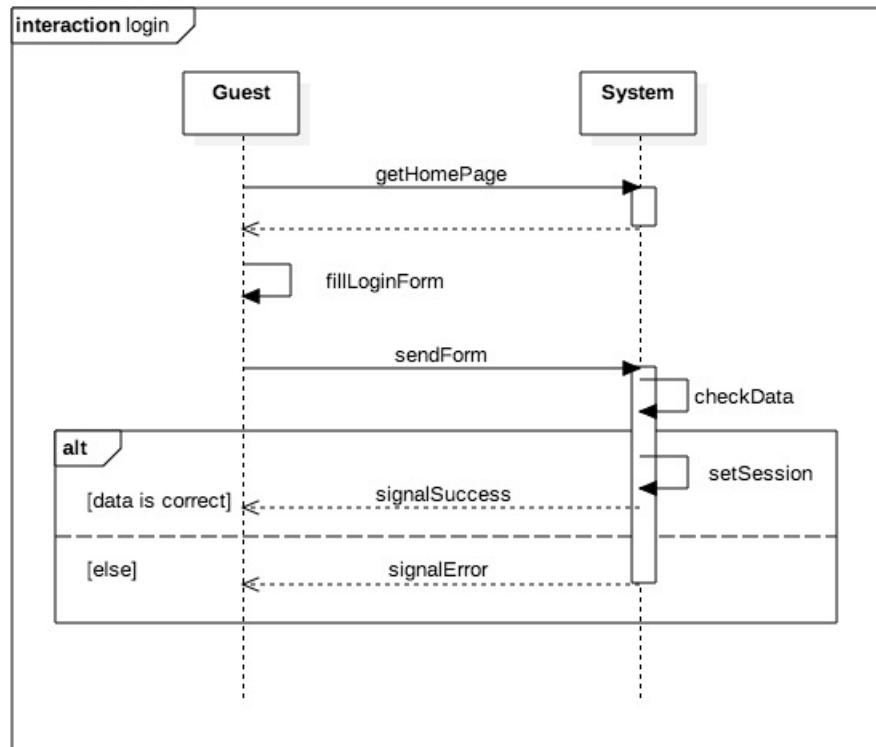 interaction login
Guest
System
getHomePage
fillLoginForm
sendForm
checkData
alt
setSession
[data is correct]
signalSuccess
[else]
signalError